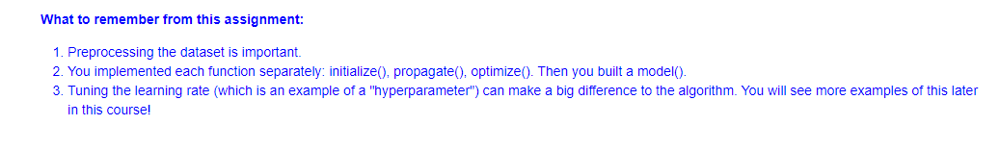 What to remember from this assignment:
1. Preprocessing the dataset is important.
2. You implemented each function separately: initialize(), propagate(), optimize(). Then you built a model().
3. Tuning the learning rate (which is an example of a "hyperparameter") can make a big difference to the algorithm. You will see more examples of this later
in this course!